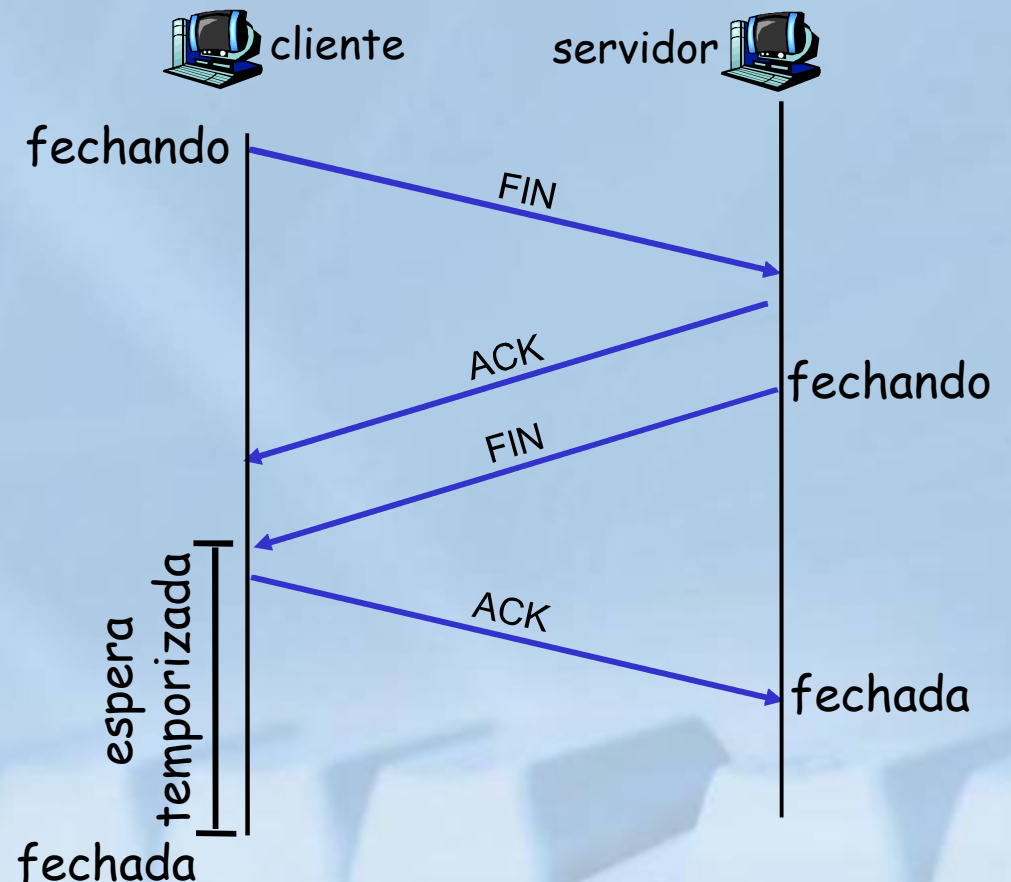 cliente
servidor
fechando
FIN
ACK
fechando
FIN
espera
temporizada
ACK
fechada
fechada